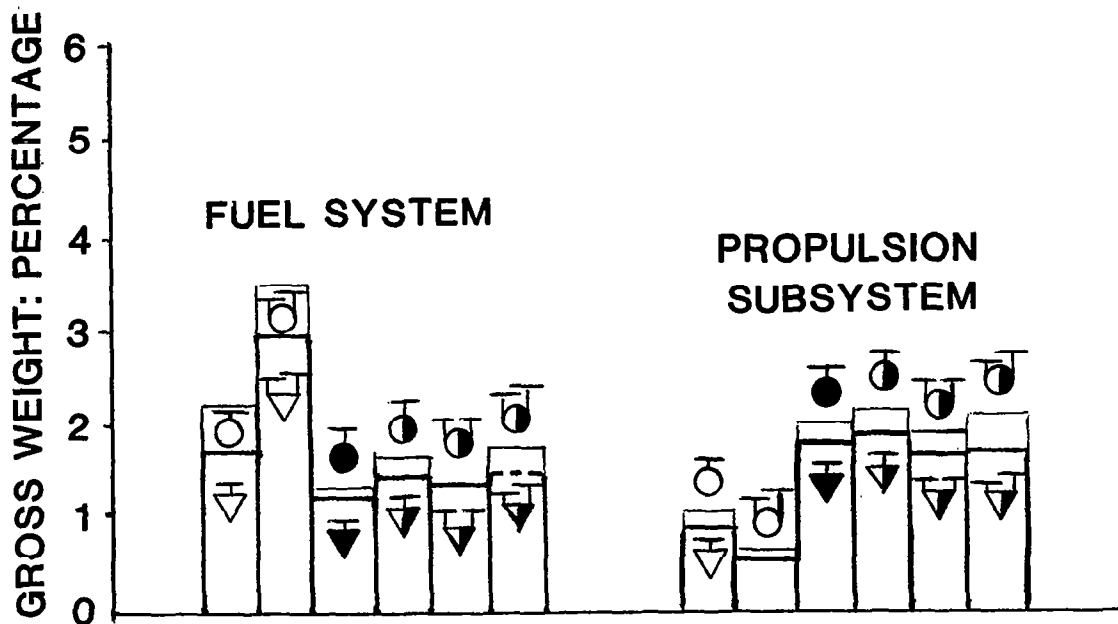 GROSS WEIGHT: PERCENTAGE
6
5
4
3
2
1
0
FUEL SYSTEM
PROPULSION
SUBSYSTEM